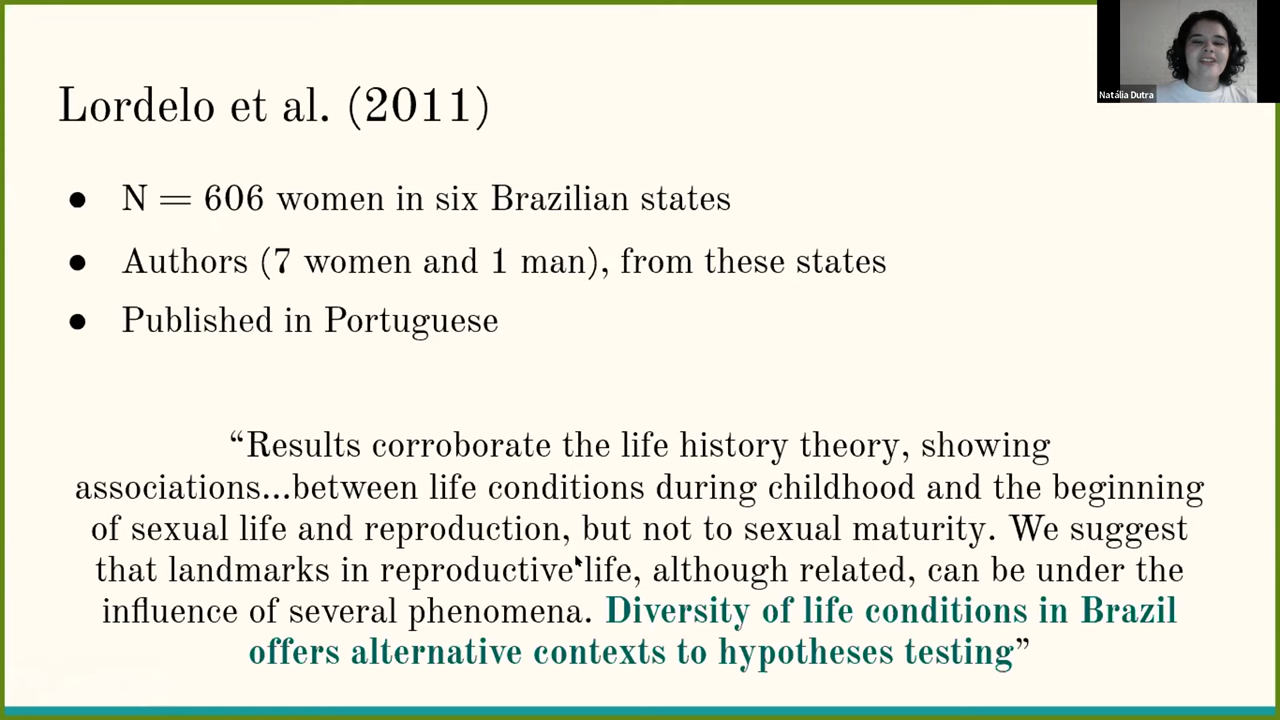 Lordelo et al. (2011)
● N = 606 women in six Brazilian states
● Authors (7 women and 1 man), from these states
● Published in Portuguese
“Results corroborate the life history theory, showing
associations...between life conditions during childhood and the beginning
of sexual life and reproduction, but not to sexual maturity. We suggest
that landmarks in reproductive life, although related, can be under the
influence of several phenomena. Diversity of life conditions in Brazil
offers alternative contexts to hypotheses testing”
Natália Dutra